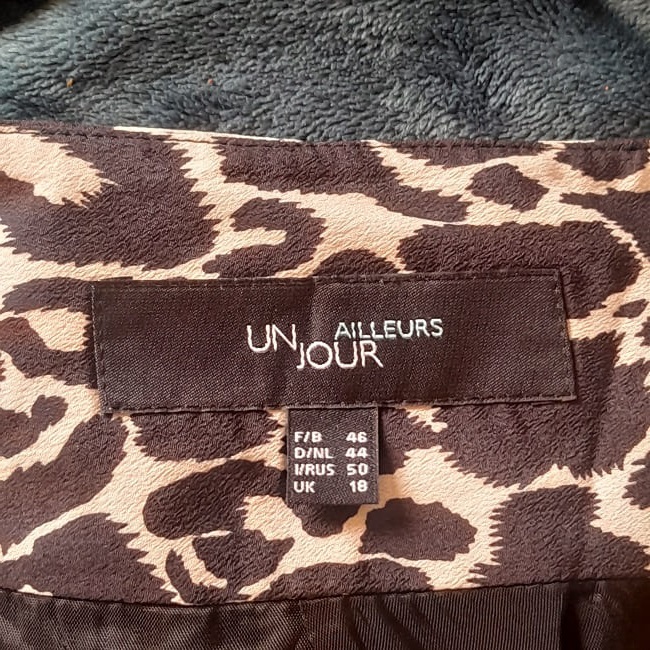 UN JOUR AILLEURS
F/B 46
D/NL 44
I/RUS 50
UK 18